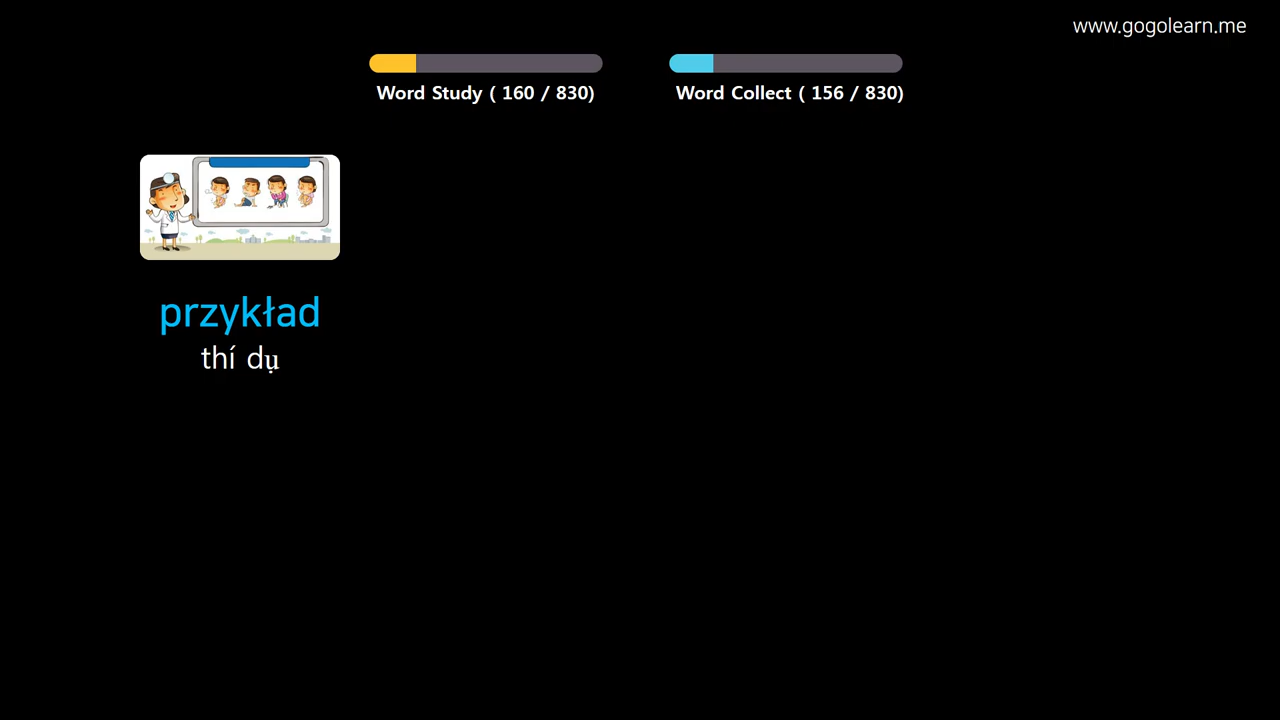 www.gogolearn.me
Word Study ( 160 / 830)
Word Collect ( 156 / 830)
przykład
thí dụ